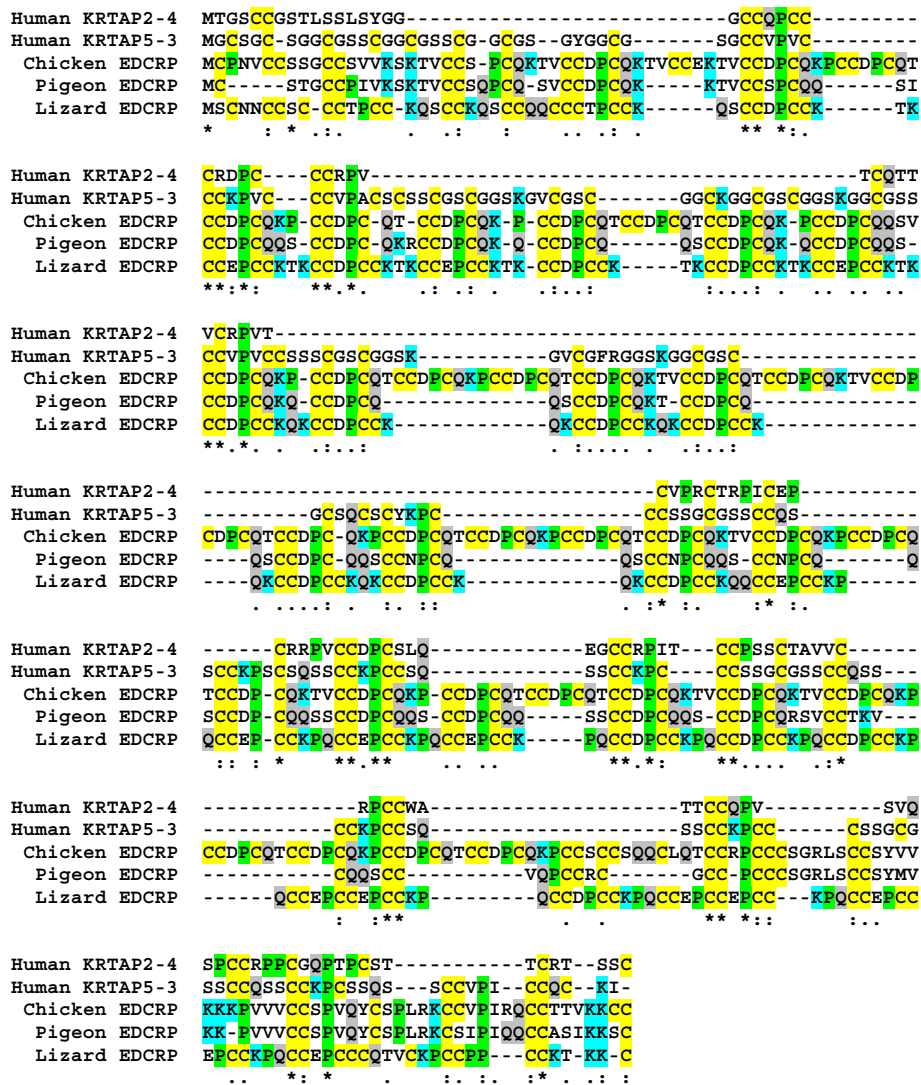 Human KRTAP2-4 MTGSCCGSTLSSLSYGG---------------------------GCCQPCC---------
Human KRTAP5-3 MGCSGC-SGGCGSSCGGCGSSCG-GCGS--GYGGCG-------SGCCVPVC---------
Chicken EDCRP MCPNVCCSSGCCSVVKSKTVCCS-PCQKTVCCDPCQKTVCCEKTVCCDPCQKPCCDPCQT
Pigeon EDCRP MC-----STGCCPIVKSKTVCCSQPCQ-SVCCDPCQK-----KTVCCSPCQQ------SI
Lizard EDCRP MSCNNCCSC-CCTPCC-KQSCCKQSCCQQCCCTPCCK------QSCCDPCCK------TK
* : * .:. . .: : .. .: . ** *:.
Human KRTAP2-4 CRDPC----CCRPV-----------------------------------------TCQTT
Human KRTAP5-3 CCKPVC---CCVPACSCSSCGSCGGSKGVCGSC-------GGCKGGCGSCGGSKGGCGSS
Chicken EDCRP CCDPCQKP-CCDPC-QT-CCDPCQK-P-CCDPCQTCCDPCQTCCDPCQK-PCCDPCQQSV
Pigeon EDCRP CCDPCQQS-CCDPC-QKRCCDPCQK-Q-CCDPCQ------QSCCDPCQK-QCCDPCQQS-
Lizard EDCRP CCEPCCKTKCCDPCCKTKCCEPCCKTK-CCDPCCK-----TKCCDPCCKTKCCEPCCKTK
**:*: **.*. .: .: . .:.. :...: . .. .. ..
Human KRTAP2-4 VCRPVT------------------------------------------------------
Human KRTAP5-3 CCVPVCCSSSCGSCGGSK-----------GVCGFRGGSKGGCGSC---------------
Chicken EDCRP CCDPCQKP-CCDPCQTCCDPCQKPCCDPCQTCCDPCQKTVCCDPCQTCCDPCQKTVCCDP
Pigeon EDCRP CCDPCQKQ-CCDPCQ--------------QSCCDPCQKT-CCDPCQ--------------
Lizard EDCRP CCDPCCKQKCCDPCCK-------------QKCCDPCCKQKCCDPCCK-------------
**.*. . ..:.: .:.... . ..:.:
Human KRTAP2-4 --------------------------------------CVPRCTRPICEP----------
Human KRTAP5-3 ---------GCSQCSCYKPC-----------------CCSSGCGSSCCQS----------
Chicken EDCRP CDPCQTCCDPC-QKPCCDPCQTCCDPCQKPCCDPCQTCCDPCQKTVCCDPCQKPCCDPCQ
Pigeon EDCRP ----QSCCDPC-QQSCCNPCQ--------------QSCCNPCQQS-CCNPCQ-------Q
Lizard EDCRP ----QKCCDPCCKQKCCDPCCK-------------QKCCDPCCKQQCCEPCCKP------
. ....: :. :: . :* :. :* :.
Human KRTAP2-4 ------CRRPVCCDPCSLQ-------------EGCCRPIT---CCPSSCTAVVC------
Human KRTAP5-3 SCCKPSCSQSSCCKPCCSQ-------------SSCCKPC----CCSSGCGSSCCQSS---
Chicken EDCRP TCCDP-CQKTVCCDPCQKP-CCDPCQTCCDPCQTCCDPCQKTVCCDPCQKTVCCDPCQKP
Pigeon EDCRP SCCDP-CQQSSCCDPCQQS-CCDPCQQ-----SSCCDPCQQS-CCDPCQRSVCCTKV---
Lizard EDCRP QCCEP-CCKPQCCEPCCKPQCCEPCCK-----PQCCDPCCKPQCCDPCCKPQCCDPCCKP
:: : * **.** .. .. **.*: **.... .:*
Human KRTAP2-4 -------------RPCCWA---------------------TTCCQPV----------SVQ
Human KRTAP5-3 -----------CCKPCCSQ---------------------SSCCKPCC------CSSGCG
Chicken EDCRP CCDPCQTCCDPCQKPCCDPCQTCCDPCQKPCCSCCSQQCLQTCCRPCCCSGRLSCCSYVV
Pigeon EDCRP -----------CQQSCC----------VQPCCRC-------GCC-PCCCSGRLSCCSYMV
Lizard EDCRP ------QCCEPCCEPCCKP---------QCCDPCCKPQCCEPCCEPCC---KPQCCEPCC
: :** . . ** *:: :..
Human KRTAP2-4 SPCCRPPCGQPTPCST-----------TCRT--SSC
Human KRTAP5-3 SSCCQSSCCKPCSSQS---SCCVPI--CCQC--KI-
Chicken EDCRP KKKPVVVCCSPVQYCSPLRKCCVPIRQCCTTVKKCC
Pigeon EDCRP KK-PVVVCCSPVQYCSPLRKCSIPIQQCCASIKKSC
Lizard EDCRP EPCCKPQCCEPCCCQTVCKPCCPP---CCKT-KK-C
.. *: * . :. .: :* .: :